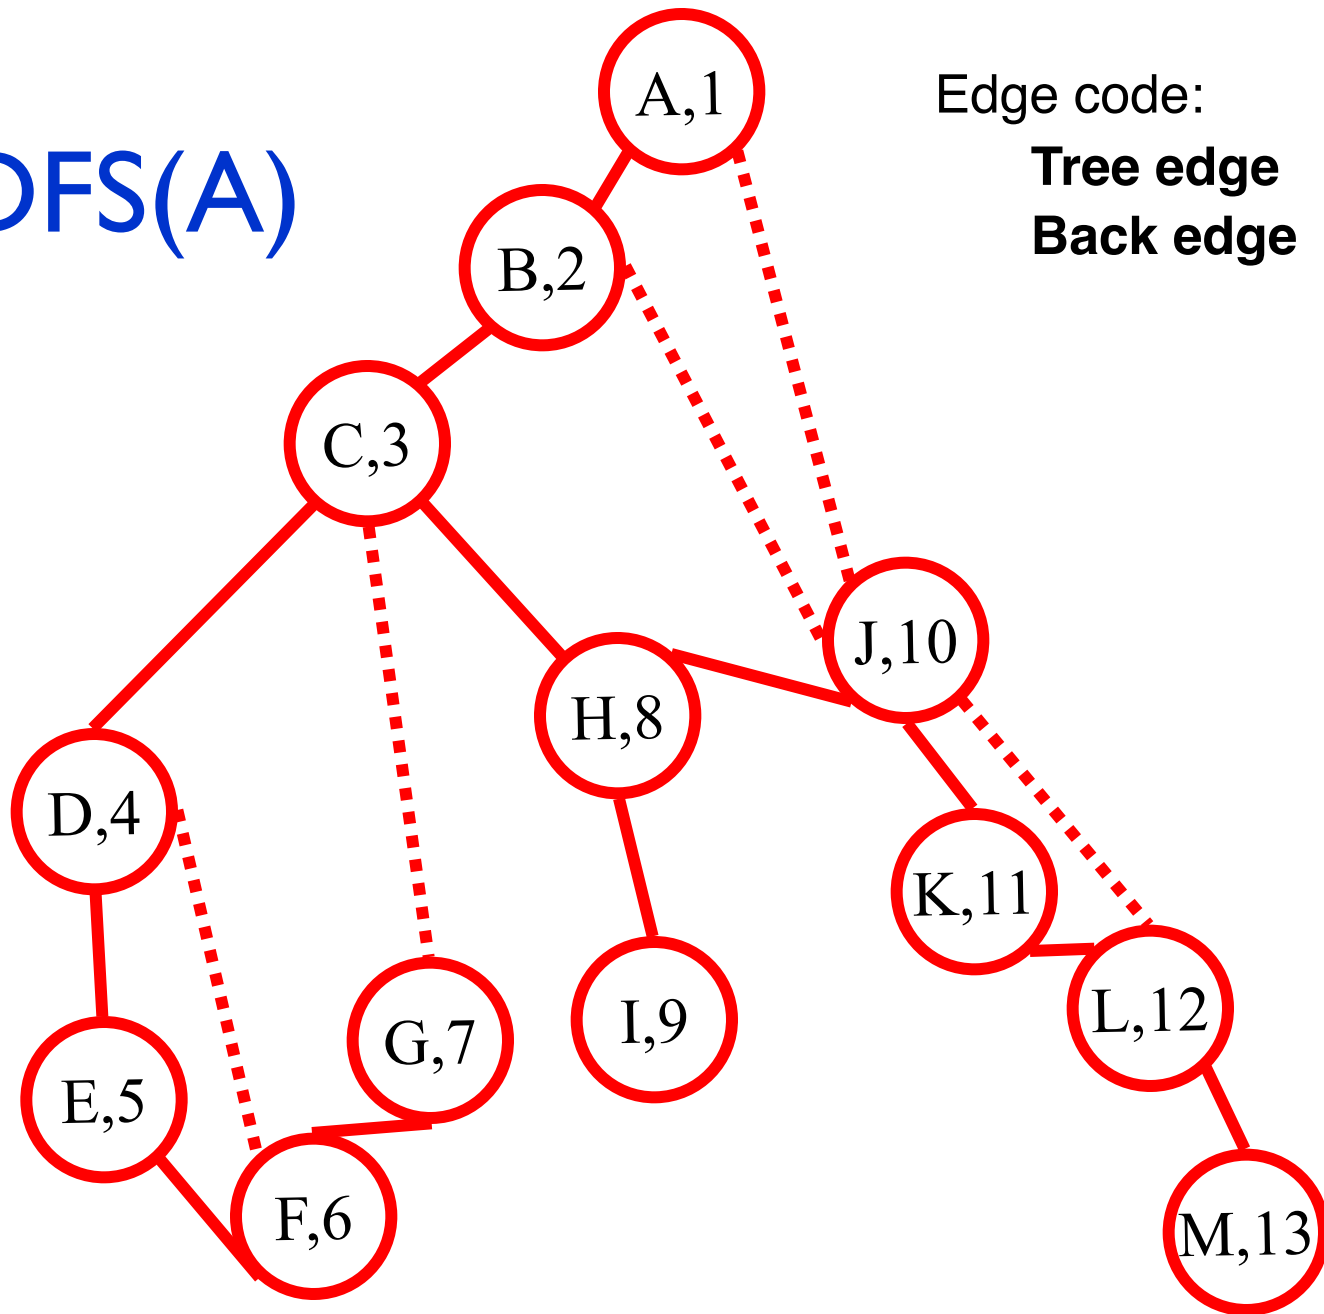 A,1
Edge code:
Tree edge
Back edge
DFS(A)
B,2
C,3
J,10
H,8
D,4
K,11
L,12
I,9
G,7
E,5
F,6
M,13